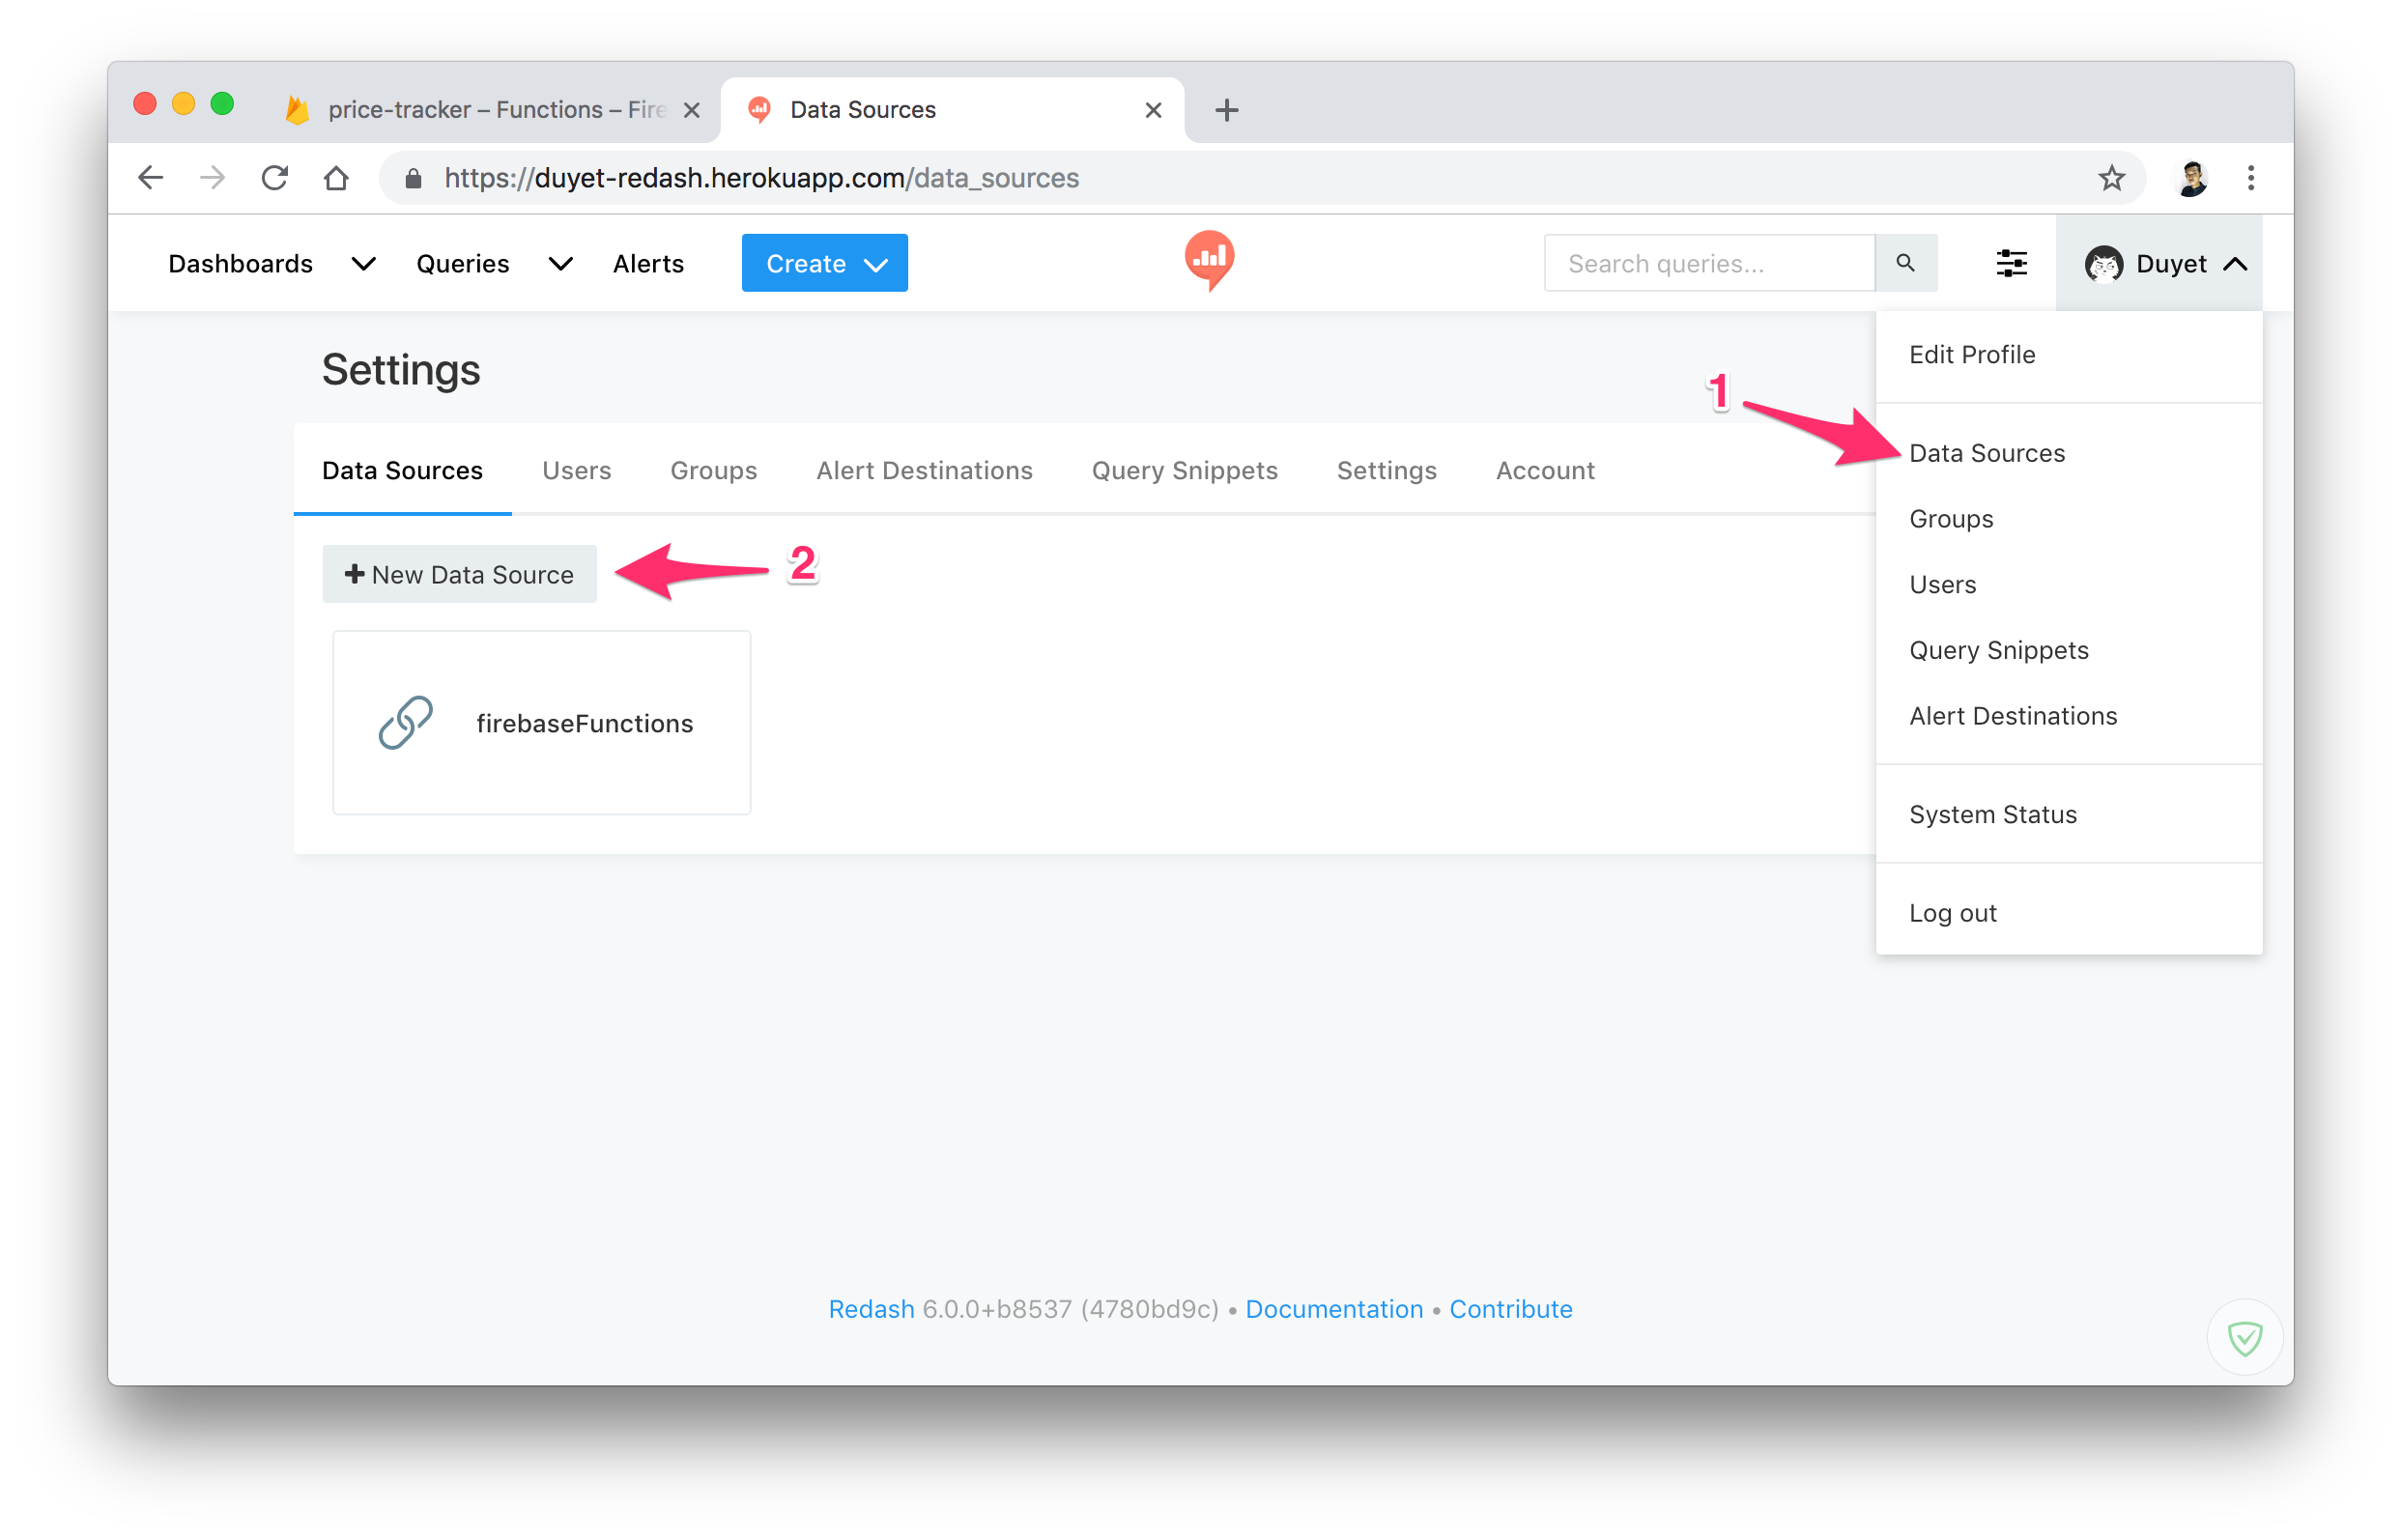 price-tracker – Functions – Fire
Data Sources
https://duyet-redash.herokuapp.com/data_sources
Dashboards Queries Alerts Create Search queries... Duyet
Settings
Edit Profile
1
Data Sources Users Groups Alert Destinations Query Snippets Settings Account
Data Sources
Groups
Users
Query Snippets
Alert Destinations
System Status
Log out
New Data Source
2
firebaseFunctions
Redash 6.0.0+b8537 (4780bd9c) • Documentation • Contribute